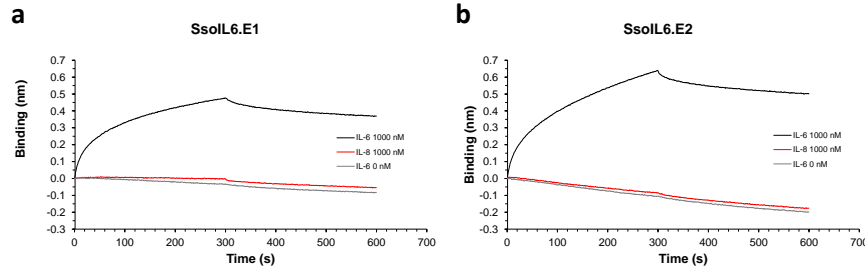 a
SsoIL6.E1
Binding (nm)
0.7
0.6
0.5
0.4
0.3
0.2
0.1
0.0
-0.1
-0.2
-0.3
IL-6 1000 nM
IL-8 1000 nM
IL-6 0 nM
0 100 200 300 400 500 600 700
Time (s)
b
SsoIL6.E2
Binding (nm)
0.7
0.6
0.5
0.4
0.3
0.2
0.1
0.0
-0.1
-0.2
-0.3
IL-6 1000 nM
IL-8 1000 nM
IL-6 0 nM
0 100 200 300 400 500 600 700
Time (s)